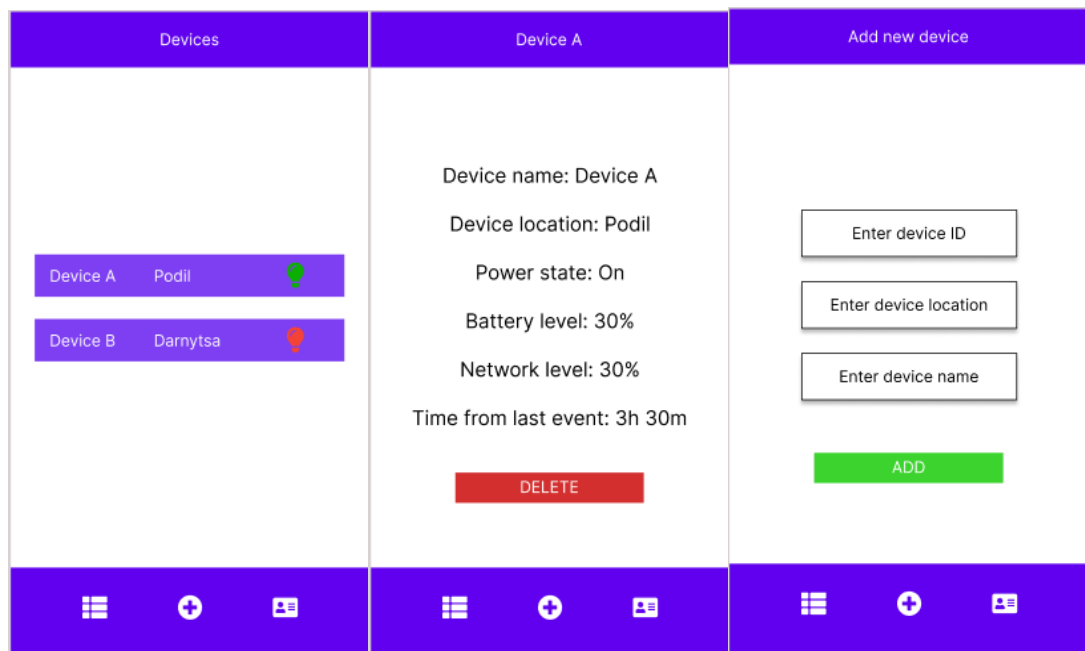 Devices
Device A Podil
Device B Darnytsa
Device A
Device name: Device A
Device location: Podil
Power state: On
Battery level: 30%
Network level: 30%
Time from last event: 3h 30m
DELETE
Add new device
Enter device ID
Enter device location
Enter device name
ADD